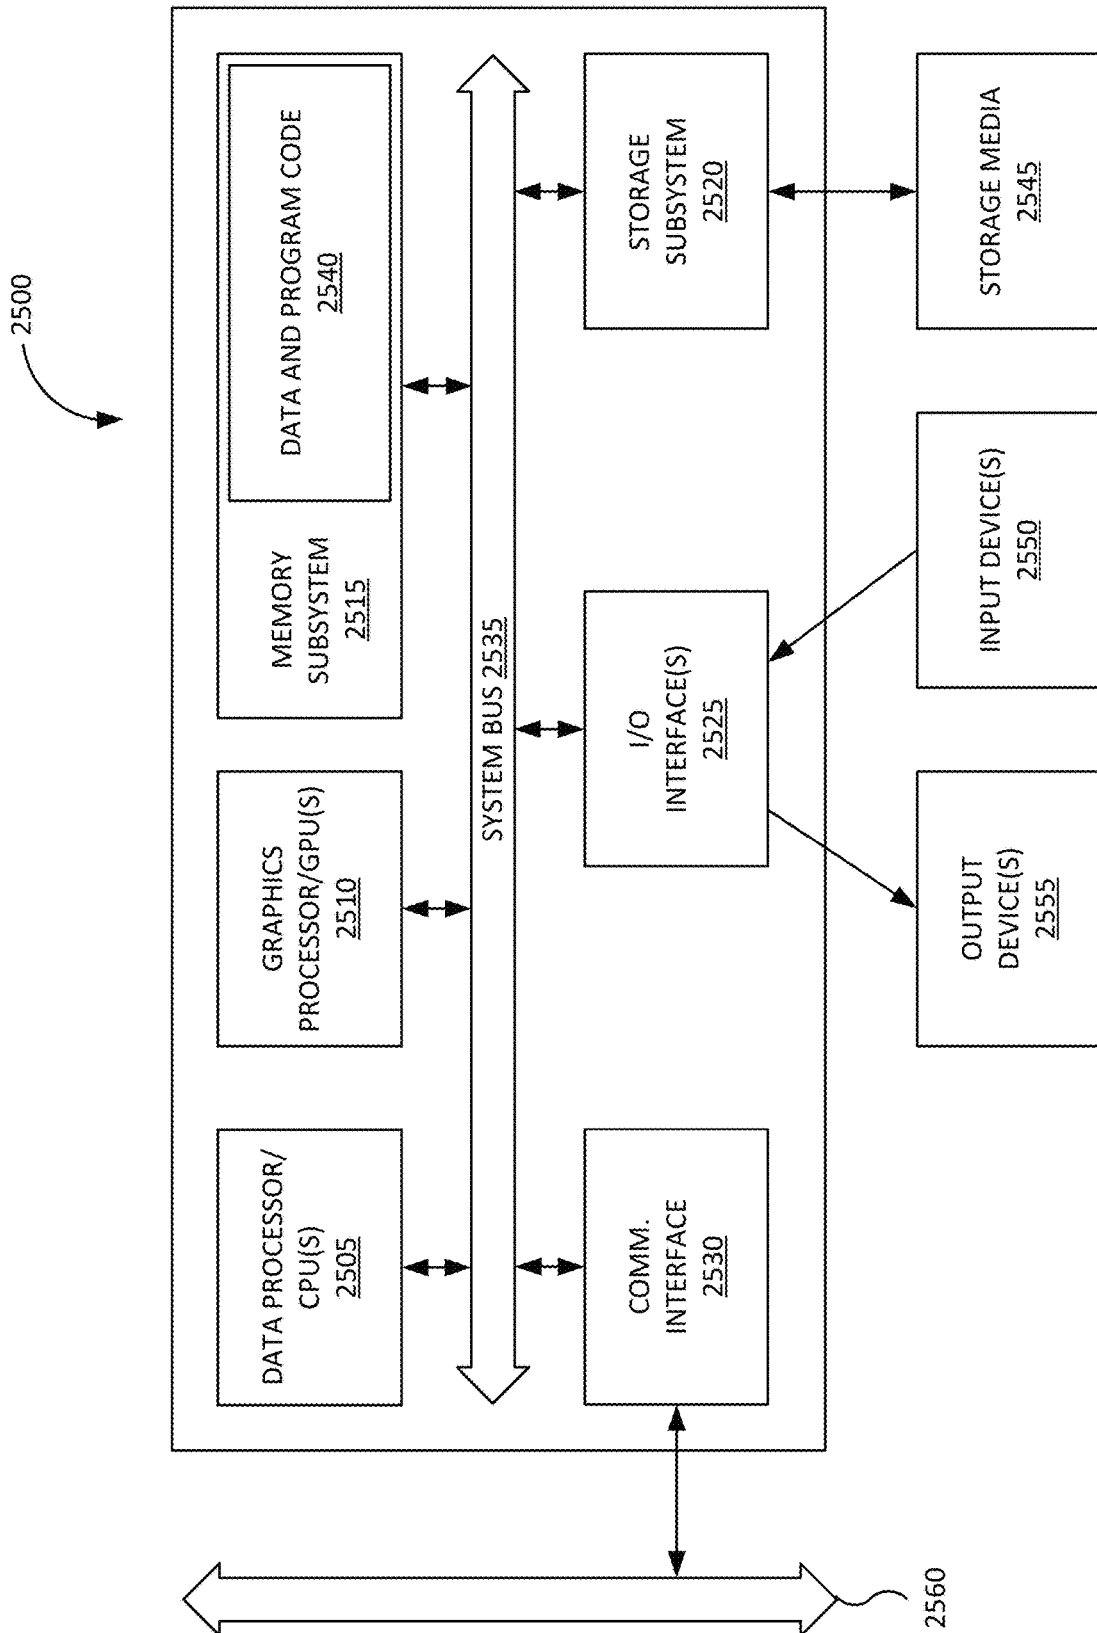 2500
DATA PROCESSOR/
CPU(S)
2505
GRAPHICS
PROCESSOR/GPU(S)
2510
MEMORY
SUBSYSTEM
2515
DATA AND PROGRAM CODE
2540
SYSTEM BUS 2535
COMM.
INTERFACE
2530
I/O
INTERFACE(S)
2525
STORAGE
SUBSYSTEM
2520
OUTPUT
DEVICE(S)
2555
INPUT DEVICE(S)
2550
STORAGE MEDIA
2545
2560